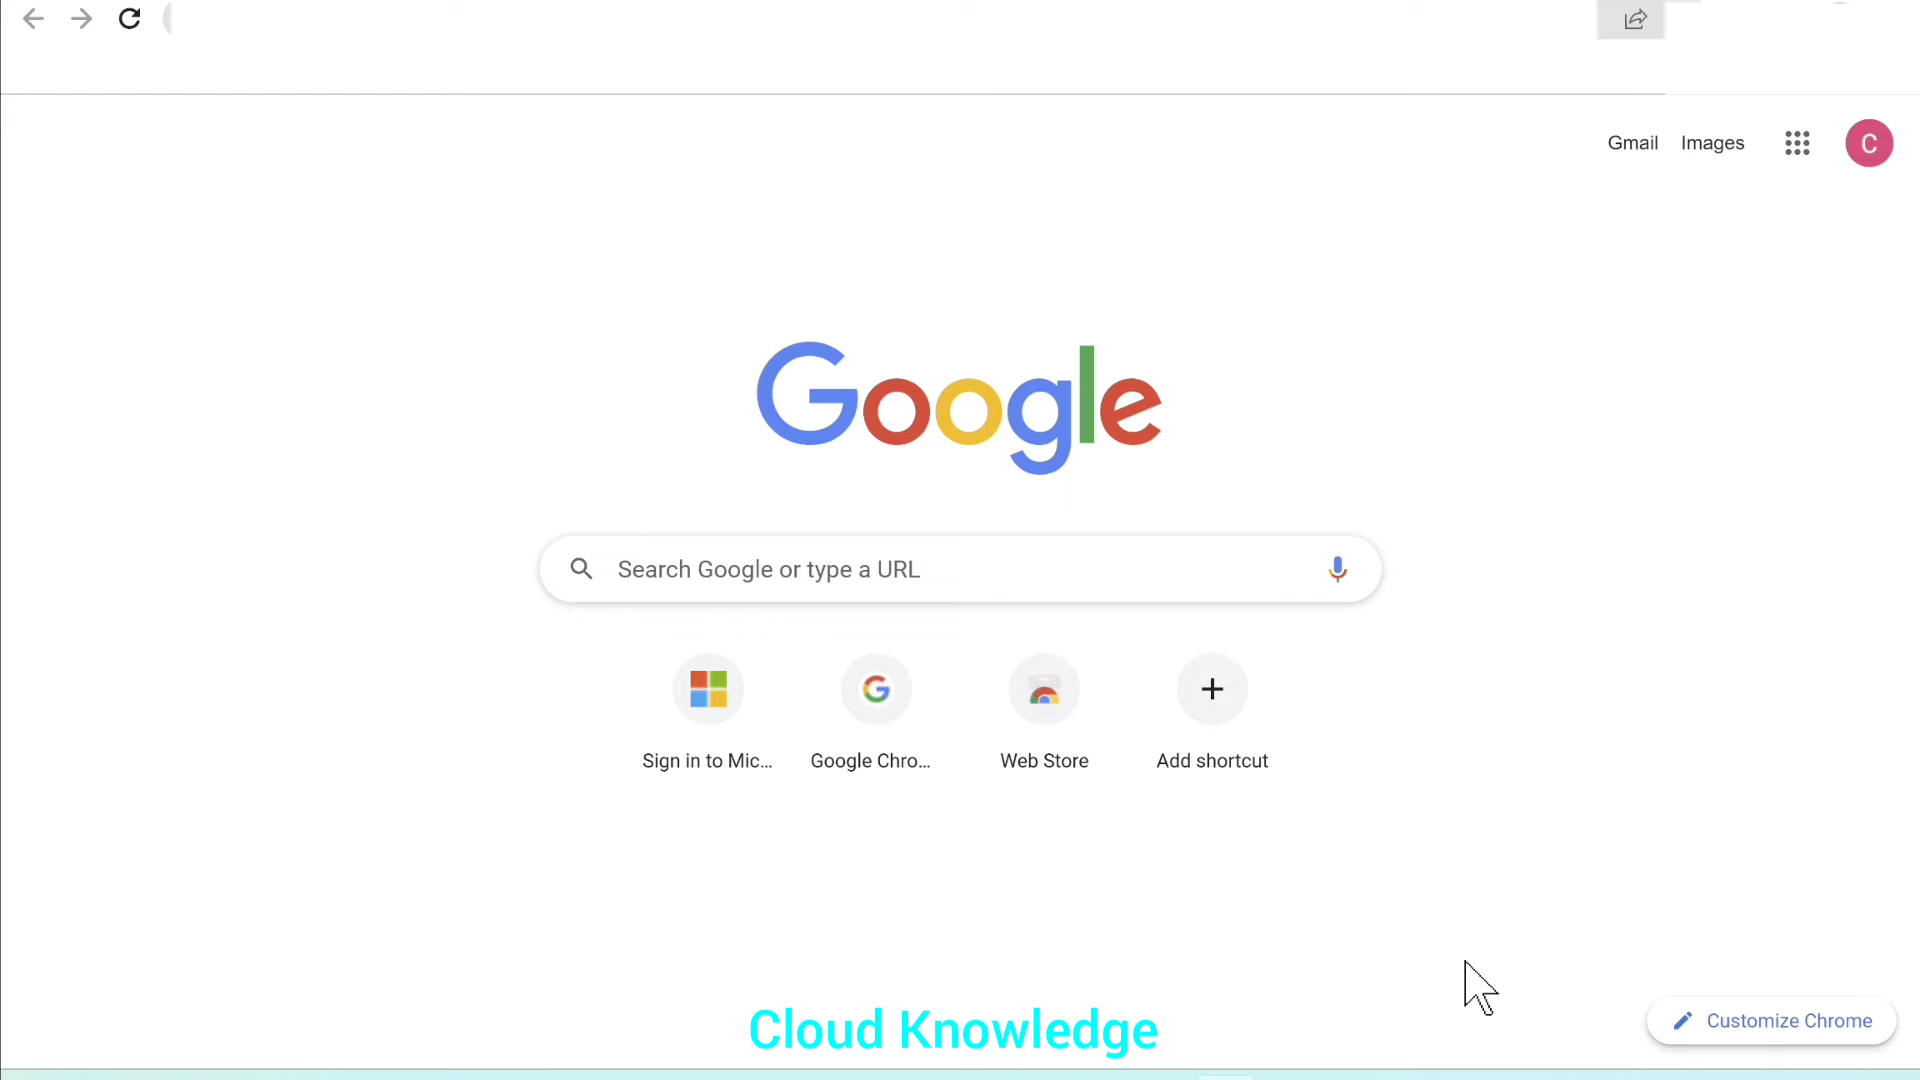 Gmail Images
C
Google
Search Google or type a URL
Sign in to Mic... Google Chro... Web Store Add shortcut
Cloud Knowledge
Customize Chrome